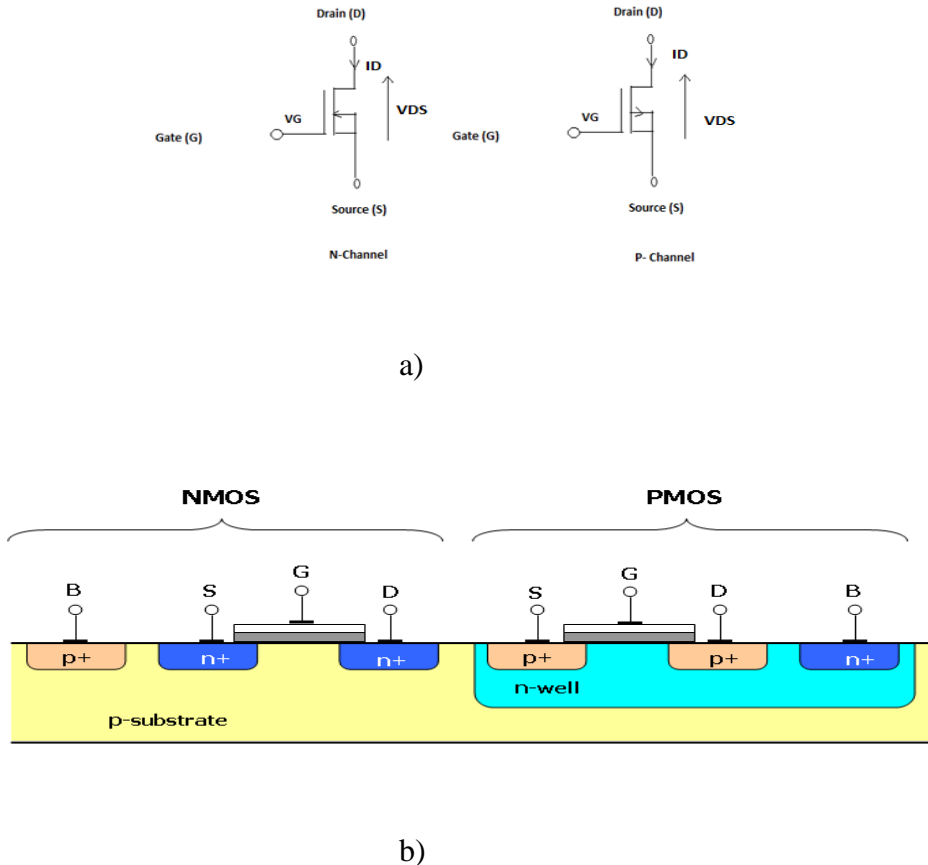 Drain (D)
Drain (D)
ID
ID
VDS
VDS
VG
VG
Gate (G)
Gate (G)
Source (S)
Source (S)
N-Channel
P- Channel
a)
NMOS
PMOS
B
S
G
D
S
G
D
B
p+
n+
n+
p+
p+
n+
n-well
p-substrate
b)